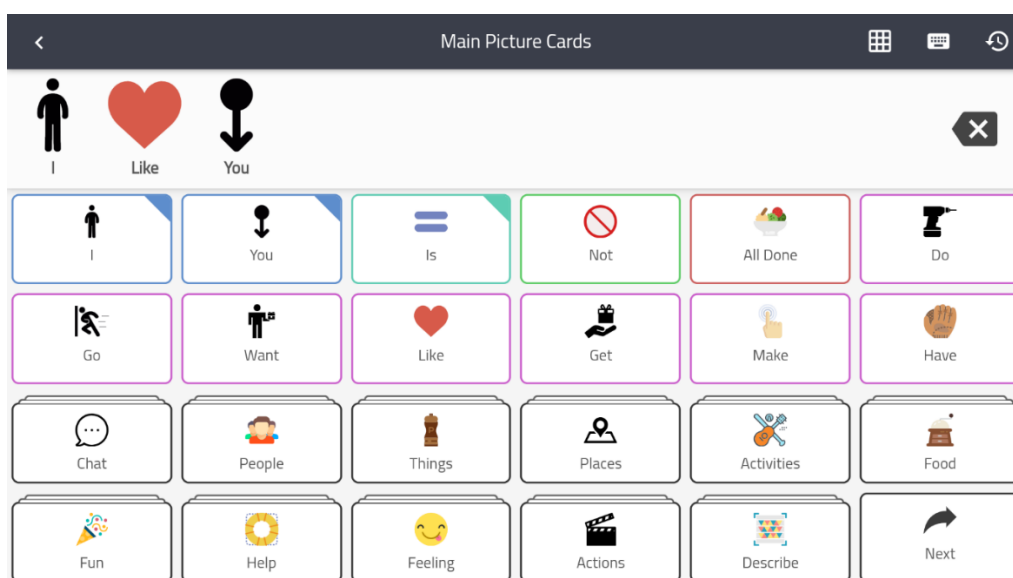 Main Picture Cards
I Like You
I You Is Not All Done Do
Go Want Like Get Make Have
Chat People Things Places Activities Food
Fun Help Feeling Actions Describe Next